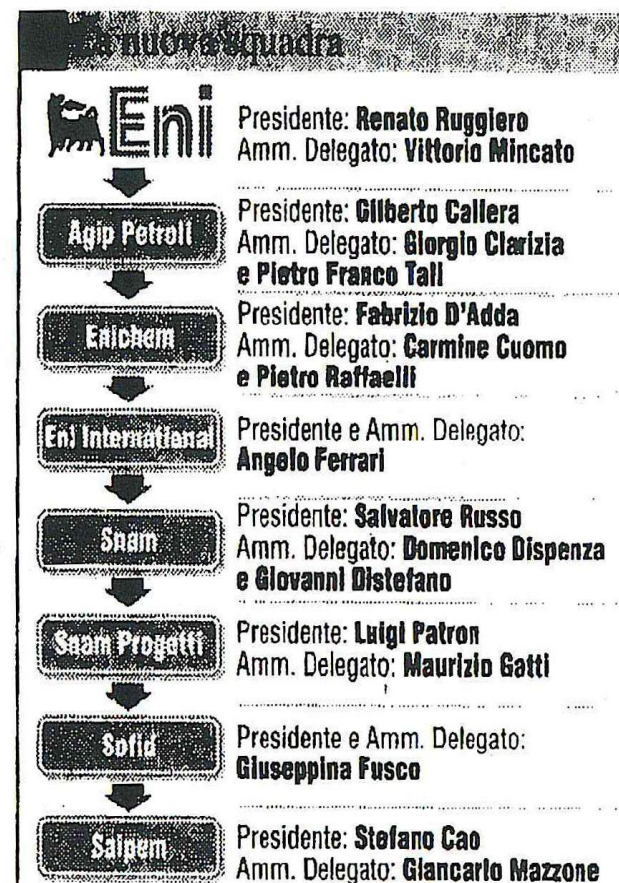 La nuova squadra
Eni
Presidente: Renato Ruggiero
Amm. Delegato: Vittorio Mincato
Agip Petroli
Presidente: Gilberto Callera
Amm. Delegato: Giorgio Clarizia
e Pietro Franco Tali
Enichem
Presidente: Fabrizio D'Adda
Amm. Delegato: Carmine Cuomo
e Pietro Raffaelli
Eni International
Presidente e Amm. Delegato:
Angelo Ferrari
Snam
Presidente: Salvatore Russo
Amm. Delegato: Domenico Dispenza
e Giovanni Distefano
Snam Progetti
Presidente: Luigi Patron
Amm. Delegato: Maurizio Gatti
Sofid
Presidente e Amm. Delegato:
Giuseppina Fusco
Saipem
Presidente: Stefano Cao
Amm. Delegato: Giancarlo Mazzone